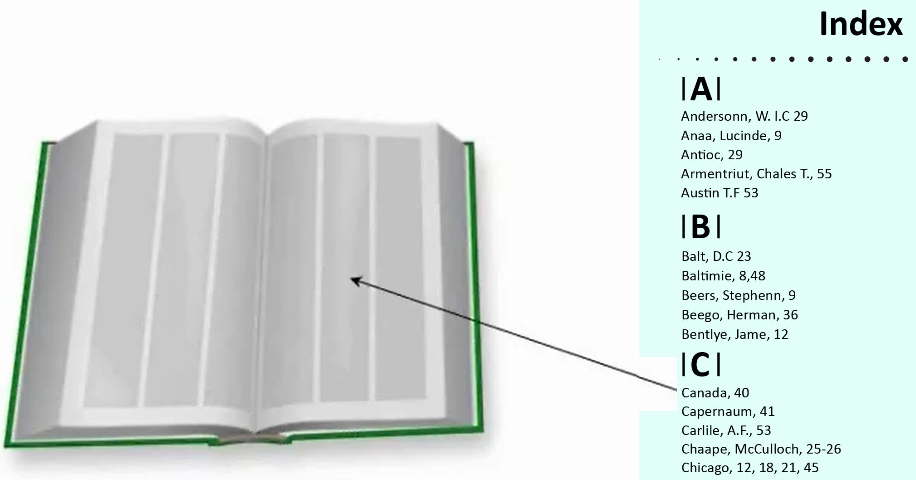 Index
|A|
Andersonn, W. I.C 29
Anaa, Lucinde, 9
Antioc, 29
Armentriut, Chales T., 55
Austin T.F 53
|B|
Balt, D.C 23
Baltimie, 8,48
Beers, Stephenn, 9
Beego, Herman, 36
Bentlye, Jame, 12
|C|
Canada, 40
Capernaum, 41
Carlile, A.F., 53
Chaape, McCulloch, 25-26
Chicago, 12, 18, 21, 45